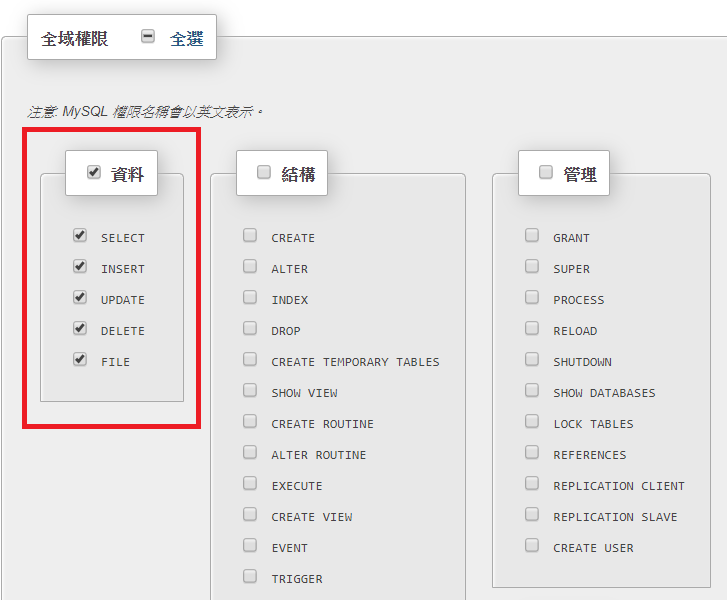 全域權限 全選
注意: MySQL 權限名稱會以英文表示。
資料
SELECT
INSERT
UPDATE
DELETE
FILE
結構
CREATE
ALTER
INDEX
DROP
CREATE TEMPORARY TABLES
SHOW VIEW
CREATE ROUTINE
ALTER ROUTINE
EXECUTE
CREATE VIEW
EVENT
TRIGGER
管理
GRANT
SUPER
PROCESS
RELOAD
SHUTDOWN
SHOW DATABASES
LOCK TABLES
REFERENCES
REPLICATION CLIENT
REPLICATION SLAVE
CREATE USER